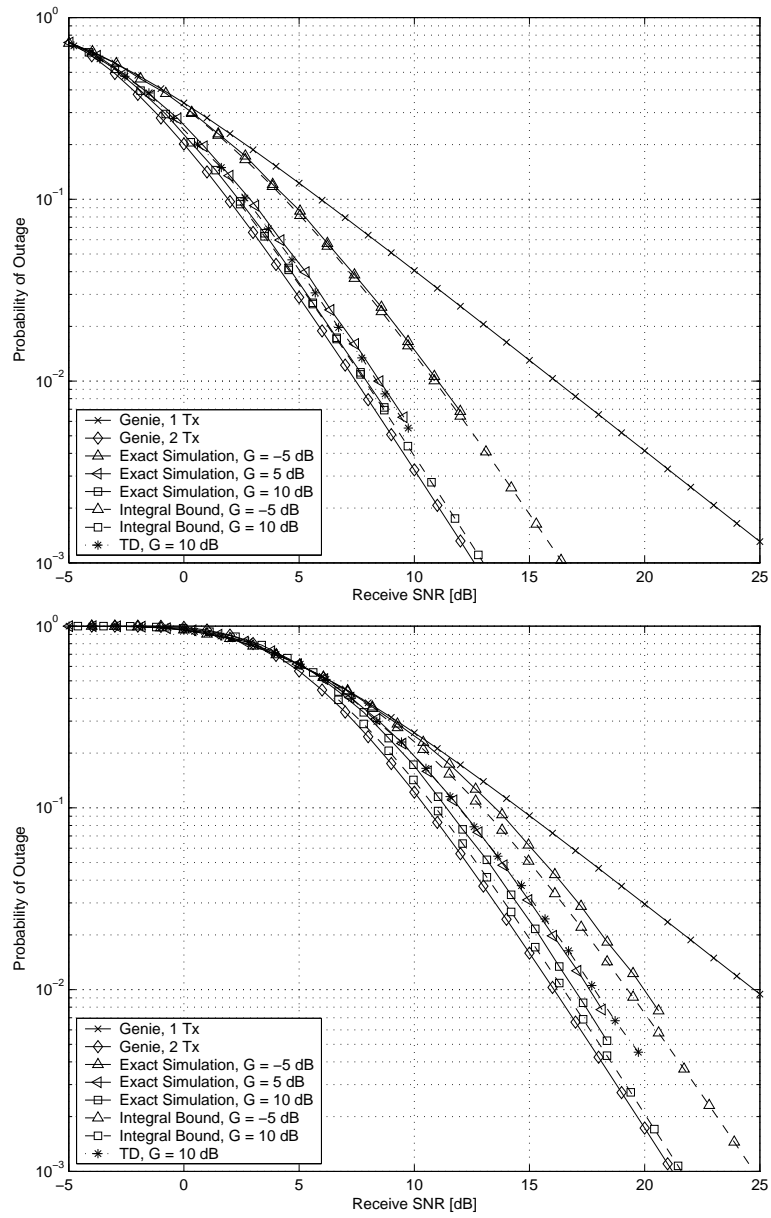 10^0
10^-1
10^-2
10^-3
Probability of Outage
Genie, 1 Tx
Genie, 2 Tx
Exact Simulation, G = −5 dB
Exact Simulation, G = 5 dB
Exact Simulation, G = 10 dB
Integral Bound, G = −5 dB
Integral Bound, G = 10 dB
TD, G = 10 dB
−5 0 5 10 15 20 25
Receive SNR [dB]
10^0
10^-1
10^-2
10^-3
Probability of Outage
Genie, 1 Tx
Genie, 2 Tx
Exact Simulation, G = −5 dB
Exact Simulation, G = 5 dB
Exact Simulation, G = 10 dB
Integral Bound, G = −5 dB
Integral Bound, G = 10 dB
TD, G = 10 dB
−5 0 5 10 15 20 25
Receive SNR [dB]